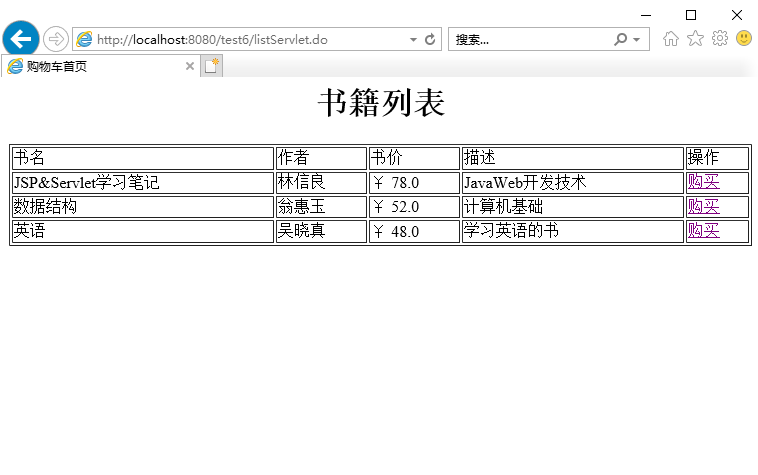 http://localhost:8080/test6/listServlet.do 搜索...
购物车首页
书籍列表
书名 作者 书价 描述 操作
JSP&Servlet学习笔记 林信良 ￥ 78.0 JavaWeb开发技术 购买
数据结构 翁惠玉 ￥ 52.0 计算机基础 购买
英语 吴晓真 ￥ 48.0 学习英语的书 购买